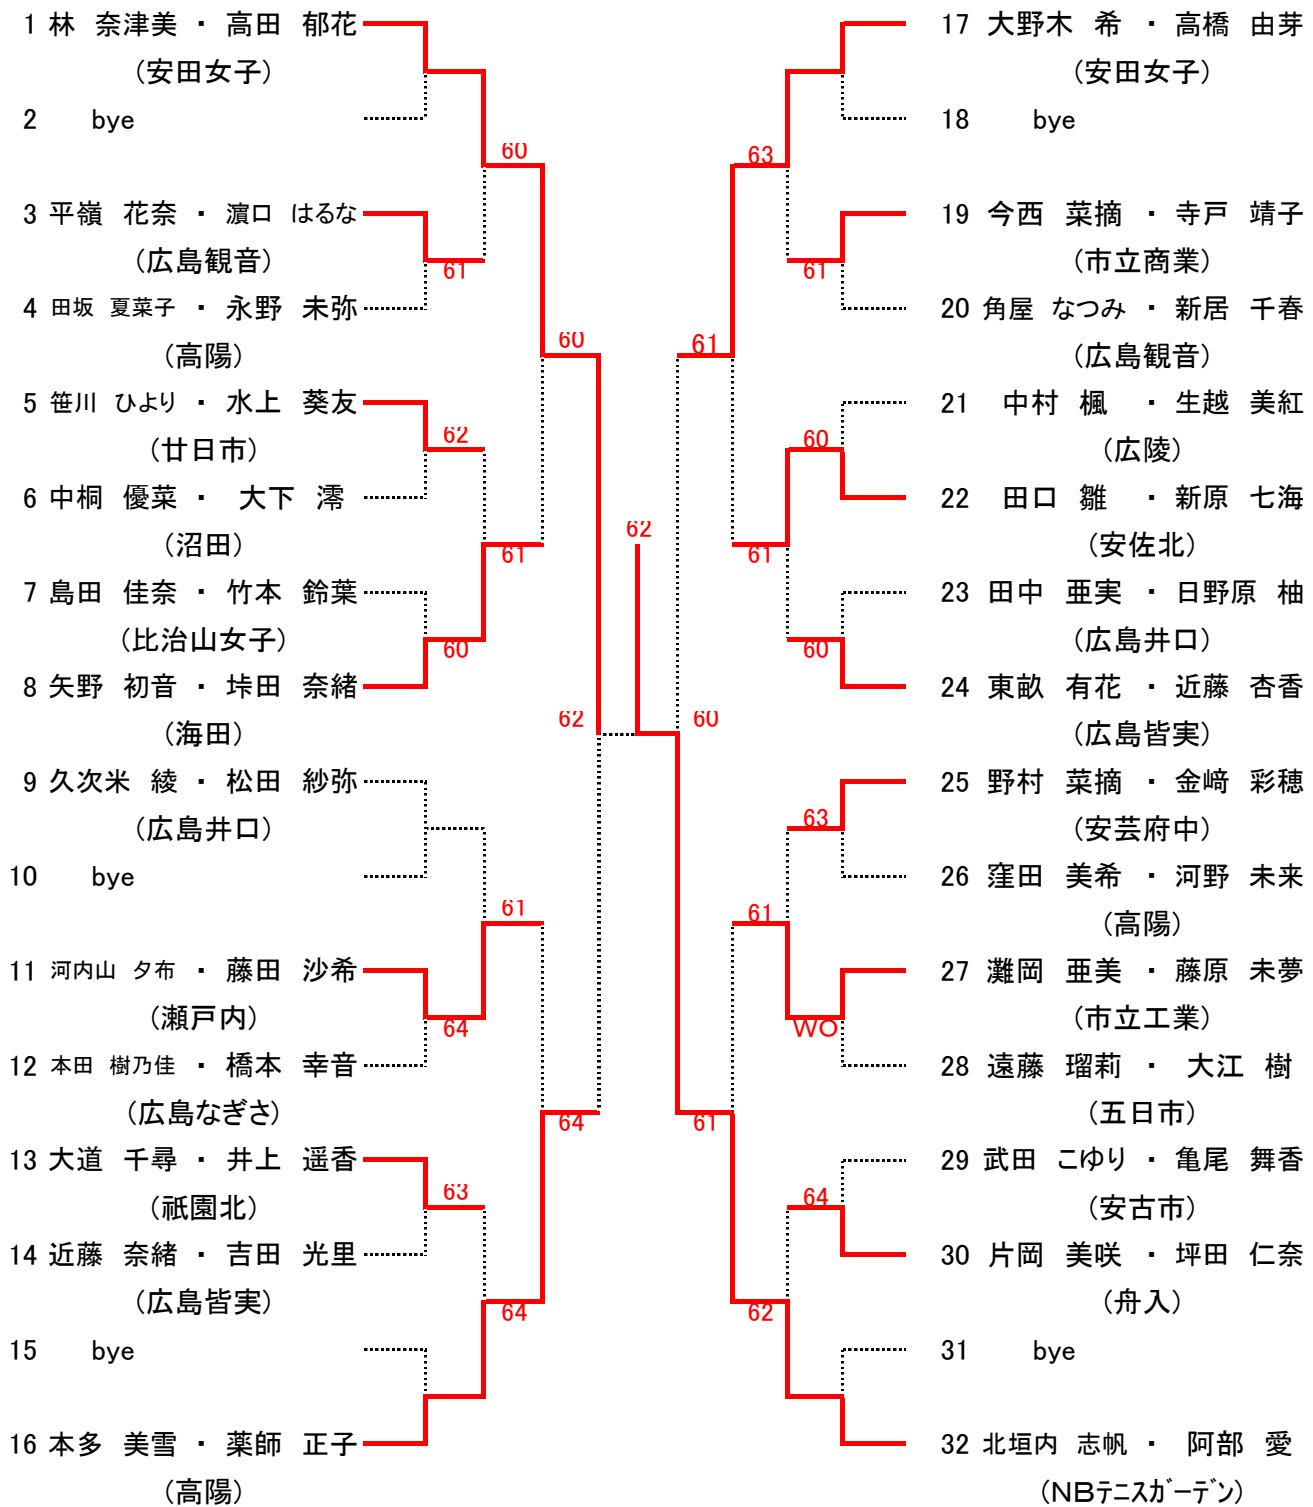 1 林 奈津美 ・ 高田 郁花
(安田女子)
2 bye
60
3 平嶺 花奈 ・ 濵口 はるな
(広島観音)
61
4 田坂 夏菜子 ・ 永野 未弥
(高陽)
60
5 笹川 ひより ・ 水上 葵友
(廿日市)
62
6 中桐 優菜 ・ 大下 澪
(沼田)
61
7 島田 佳奈 ・ 竹本 鈴葉
(比治山女子)
60
8 矢野 初音 ・ 垰田 奈緒
(海田)
62
9 久次米 綾 ・ 松田 紗弥
(広島井口)
10 bye
61
11 河内山 夕布 ・ 藤田 沙希
(瀬戸内)
64
12 本田 樹乃佳 ・ 橋本 幸音
(広島なぎさ)
64
13 大道 千尋 ・ 井上 遥香
(祇園北)
63
14 近藤 奈緒 ・ 吉田 光里
(広島皆実)
64
15 bye
16 本多 美雪 ・ 薬師 正子
(高陽)
62
17 大野木 希 ・ 高橋 由芽
(安田女子)
18 bye
63
19 今西 菜摘 ・ 寺戸 靖子
(市立商業)
61
20 角屋 なつみ ・ 新居 千春
(広島観音)
61
21 中村 楓 ・ 生越 美紅
(広陵)
60
22 田口 雛 ・ 新原 七海
(安佐北)
61
23 田中 亜実 ・ 日野原 柚
(広島井口)
60
24 東畝 有花 ・ 近藤 杏香
(広島皆実)
60
25 野村 菜摘 ・ 金﨑 彩穂
(安芸府中)
63
26 窪田 美希 ・ 河野 未来
(高陽)
61
27 灘岡 亜美 ・ 藤原 未夢
(市立工業)
WO
28 遠藤 瑠莉 ・ 大江 樹
(五日市)
61
29 武田 こゆり ・ 亀尾 舞香
(安古市)
64
30 片岡 美咲 ・ 坪田 仁奈
(舟入)
62
31 bye
32 北垣内 志帆 ・ 阿部 愛
(NBテニスガーデン)